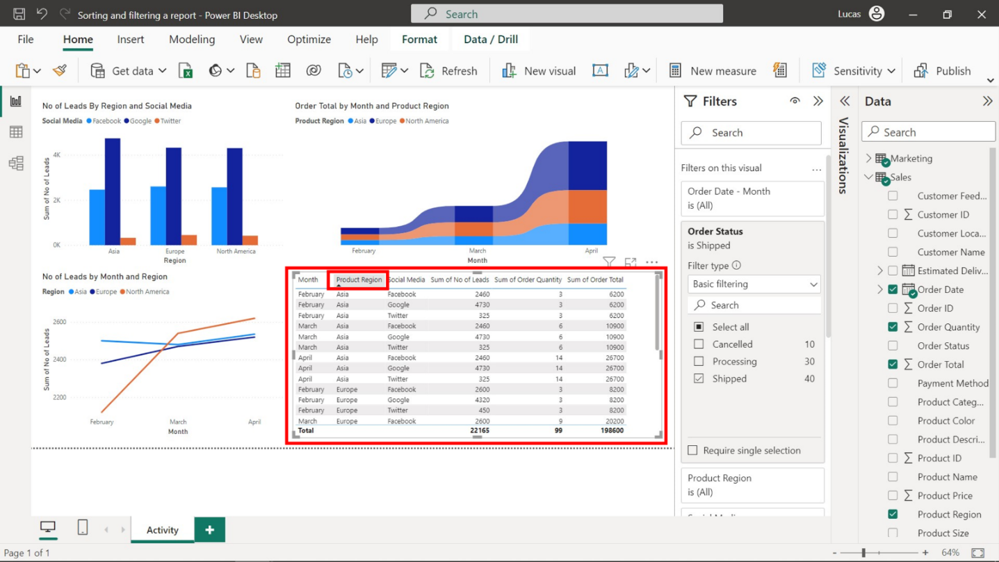 Sorting and filtering a report - Power BI Desktop
Search
Lucas
File Home Insert Modeling View Optimize Help Format Data / Drill
Get data Refresh New visual A New measure Sensitivity Publish
No of Leads By Region and Social Media
Social Media Facebook Google Twitter
Sum of No of Leads
4K
2K
0K
Asia Europe North America
Region
Order Total by Month and Product Region
Product Region Asia Europe North America
February March April
Month
No of Leads by Month and Region
Region Asia Europe North America
Sum of No of Leads
2600
2400
2200
February March April
Month
Month Product Region Social Media Sum of No of Leads Sum of Order Quantity Sum of Order Total
February Asia Facebook 2460 3 6200
February Asia Google 4730 3 6200
February Asia Twitter 325 3 6200
March Asia Facebook 2460 6 10900
March Asia Google 4730 6 10900
March Asia Twitter 325 6 10900
April Asia Facebook 2460 14 26700
April Asia Google 4730 14 26700
April Asia Twitter 325 14 26700
February Europe Facebook 2600 3 8200
February Europe Google 4320 3 8200
February Europe Twitter 450 3 8200
March Europe Facebook 2600 9 20200
Total 22165 99 198600
Filters
Search
Filters on this visual ...
Order Date - Month
is (All)
Order Status
is Shipped
Filter type
Basic filtering
Search
Select all
Cancelled 10
Processing 30
Shipped 40
Require single selection
Product Region
is (All)
Visualizations
Data
Search
Marketing
Sales
Customer Feed...
Σ Customer ID
Customer Loca...
Customer Name
Estimated Deliv...
Order Date
Σ Order ID
Σ Order Quantity
Order Status
Σ Order Total
Payment Method
Product Categ...
Product Color
Product Descri...
Σ Product ID
Product Name
Σ Product Price
Product Region
Product Size
Activity +
Page 1 of 1
- + 64%